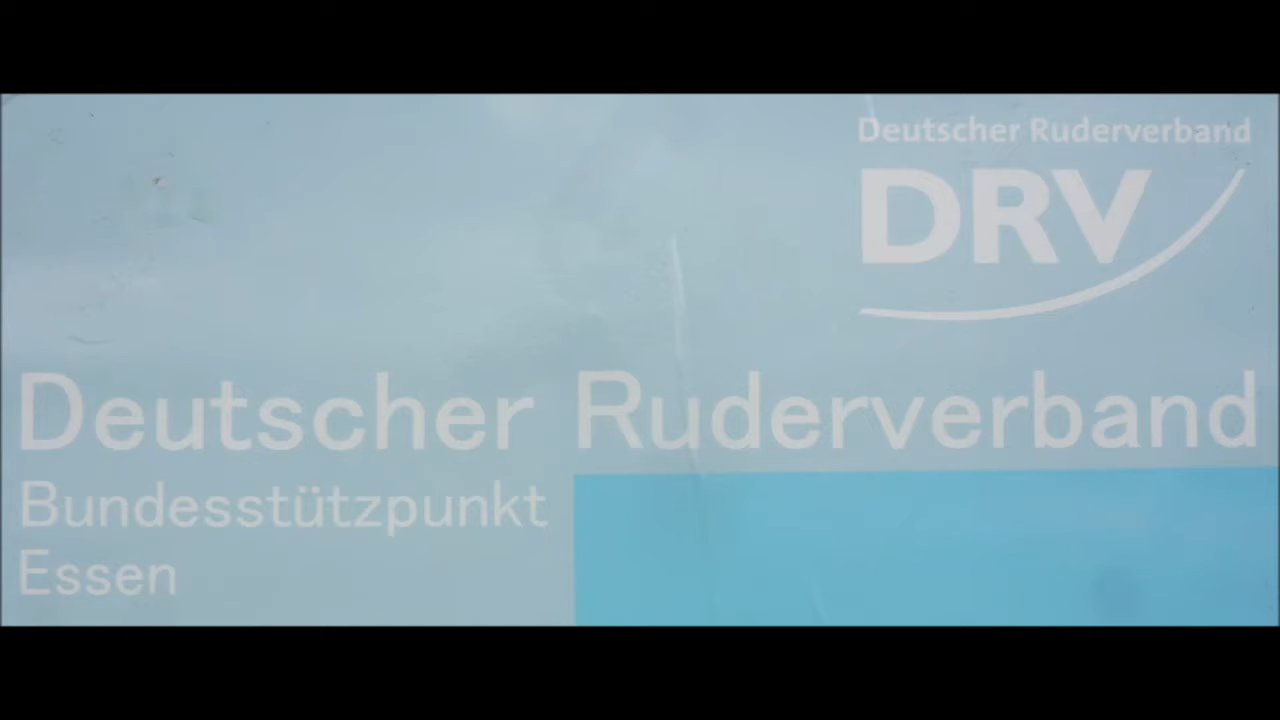 Deutscher Ruderverband
DRV
Deutscher Ruderverband
Bundesstützpunkt
Essen